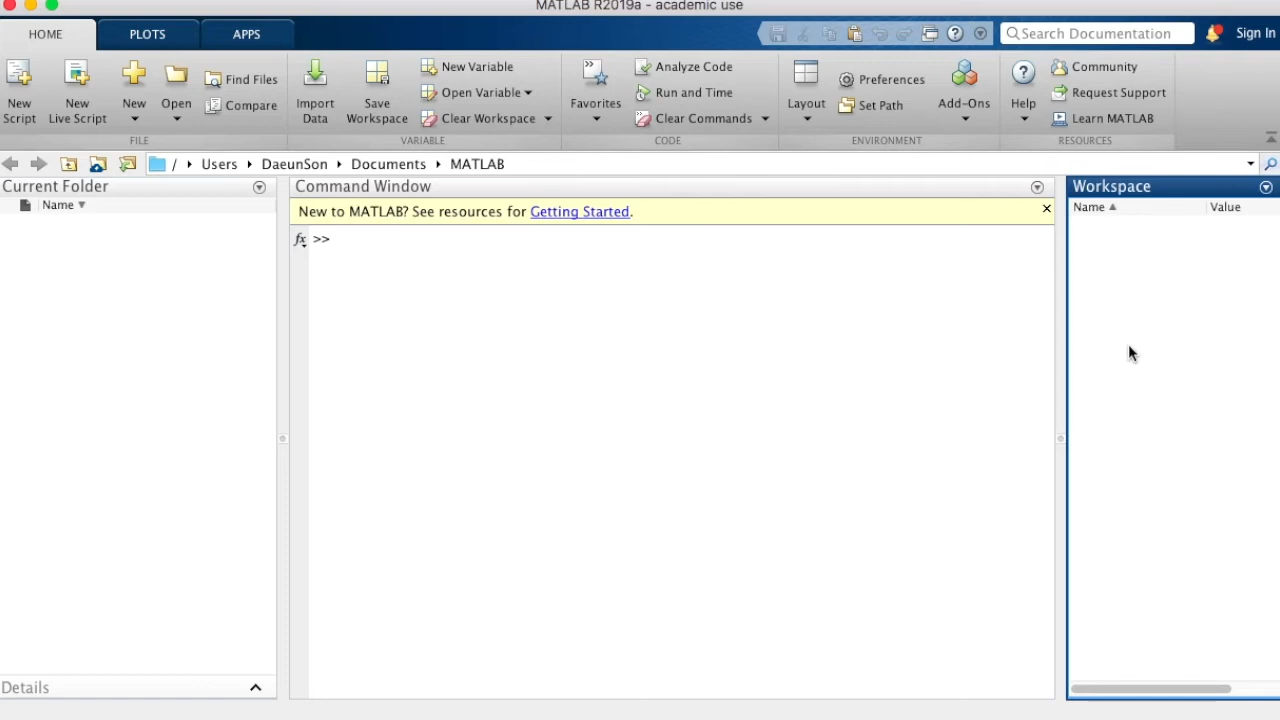 MATLAB R2019a - academic use
HOME PLOTS APPS Search Documentation Sign In
New Script New Live Script New Open Find Files Compare
Import Data Save Workspace New Variable Open Variable Clear Workspace
Favorites Analyze Code Run and Time Clear Commands
Layout Preferences Set Path Add-Ons
Help Community Request Support Learn MATLAB
FILE VARIABLE CODE ENVIRONMENT RESOURCES
/ Users DaeunSon Documents MATLAB
Current Folder
Name
Details
Command Window
New to MATLAB? See resources for Getting Started.
fx >>
Workspace
Name Value